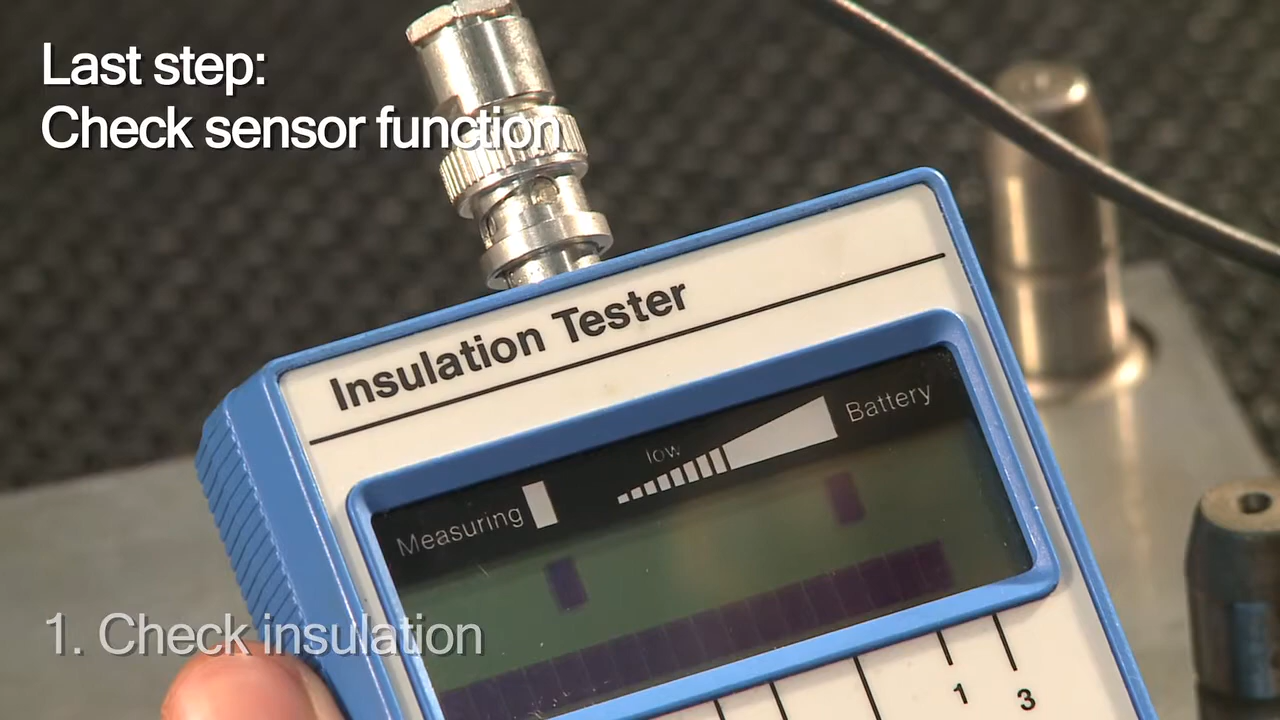 Last step:
Check sensor function
Insulation Tester
low
Battery
Measuring
1. Check insulation
1
3